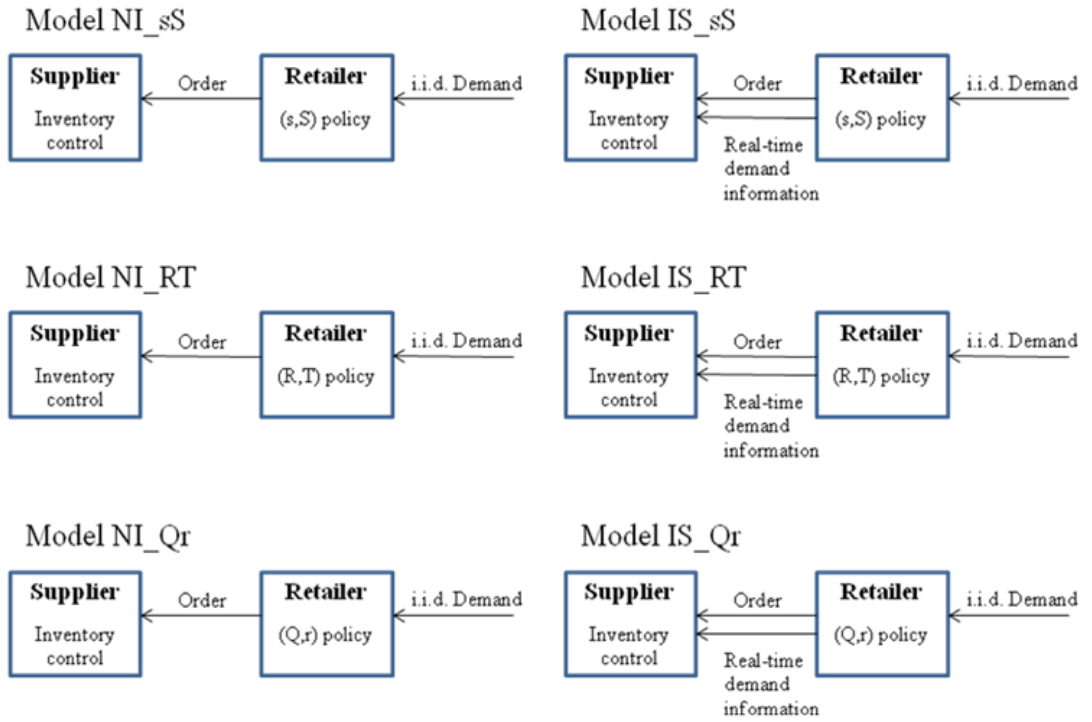 Model NI_sS
Supplier
Inventory
control
Order
Retailer
(s,S) policy
i.i.d. Demand
Model IS_sS
Supplier
Inventory
control
Order
Real-time
demand
information
Retailer
(s,S) policy
i.i.d. Demand
Model NI_RT
Supplier
Inventory
control
Order
Retailer
(R,T) policy
i.i.d. Demand
Model IS_RT
Supplier
Inventory
control
Order
Real-time
demand
information
Retailer
(R,T) policy
i.i.d. Demand
Model NI_Qr
Supplier
Inventory
control
Order
Retailer
(Q,r) policy
i.i.d. Demand
Model IS_Qr
Supplier
Inventory
control
Order
Real-time
demand
information
Retailer
(Q,r) policy
i.i.d. Demand